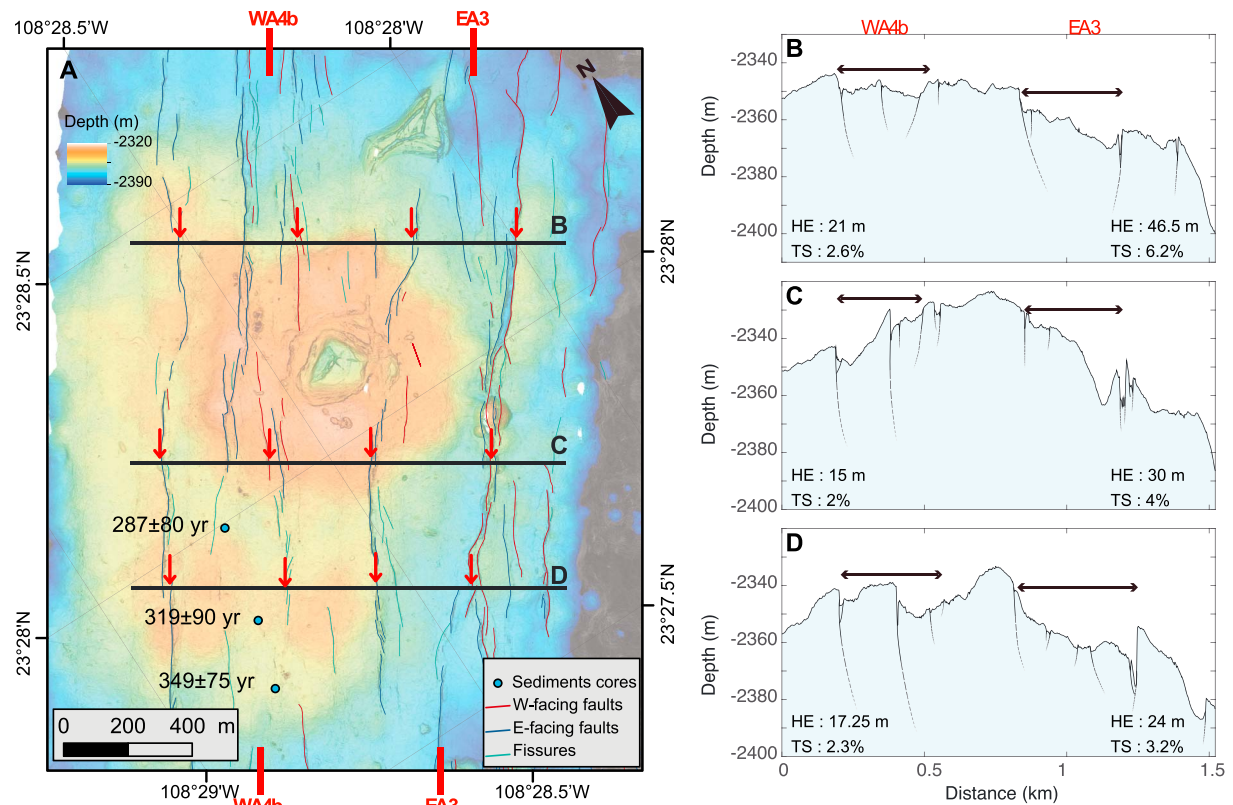 108°28.5'W
WA4b
108°28'W
EA3
A
N
Depth (m)
-2320
-2390
B
23°28'N
23°28.5'N
C
287±80 yr
D
23°27.5'N
319±90 yr
23°28'N
349±75 yr
Sediments cores
W-facing faults
E-facing faults
Fissures
0 200 400 m
108°29'W
108°28.5'W
WA4b
EA3
WA4b
EA3
B
-2340
-2360
-2380
-2400
Depth (m)
HE : 21 m
TS : 2.6%
HE : 46.5 m
TS : 6.2%
C
-2340
-2360
-2380
-2400
Depth (m)
HE : 15 m
TS : 2%
HE : 30 m
TS : 4%
D
-2340
-2360
-2380
-2400
Depth (m)
HE : 17.25 m
TS : 2.3%
HE : 24 m
TS : 3.2%
0 0.5 1 1.5
Distance (km)